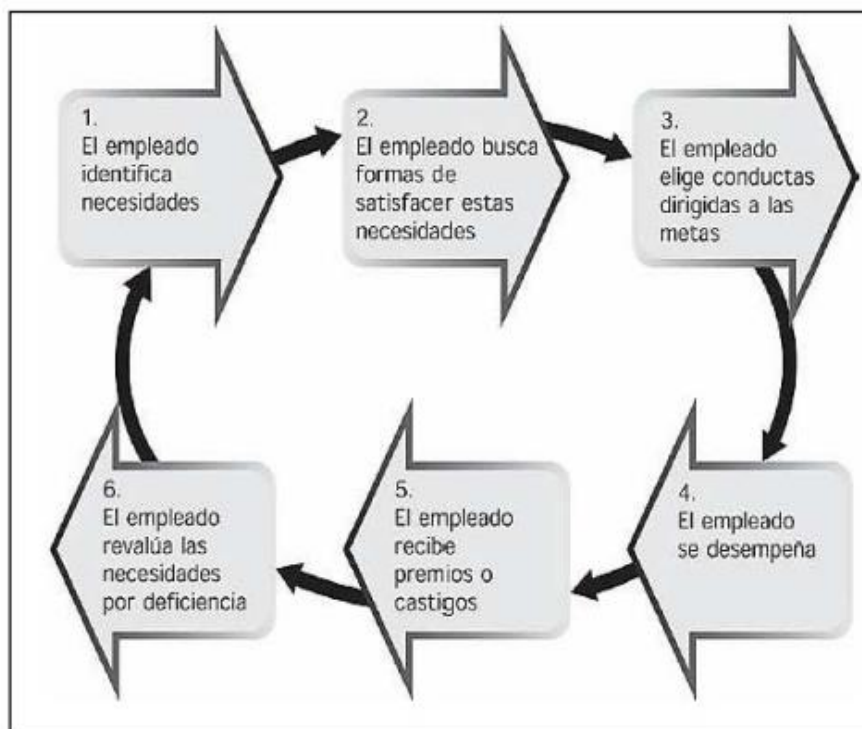 1.
El empleado
identifica
necesidades
2.
El empleado busca
formas de
satisfacer estas
necesidades
3.
El empleado
elige conductas
dirigidas a las
metas
4.
El empleado
se desempeña
5.
El empleado
recibe
premios o
castigos
6.
El empleado
revalúa las
necesidades
por deficiencia